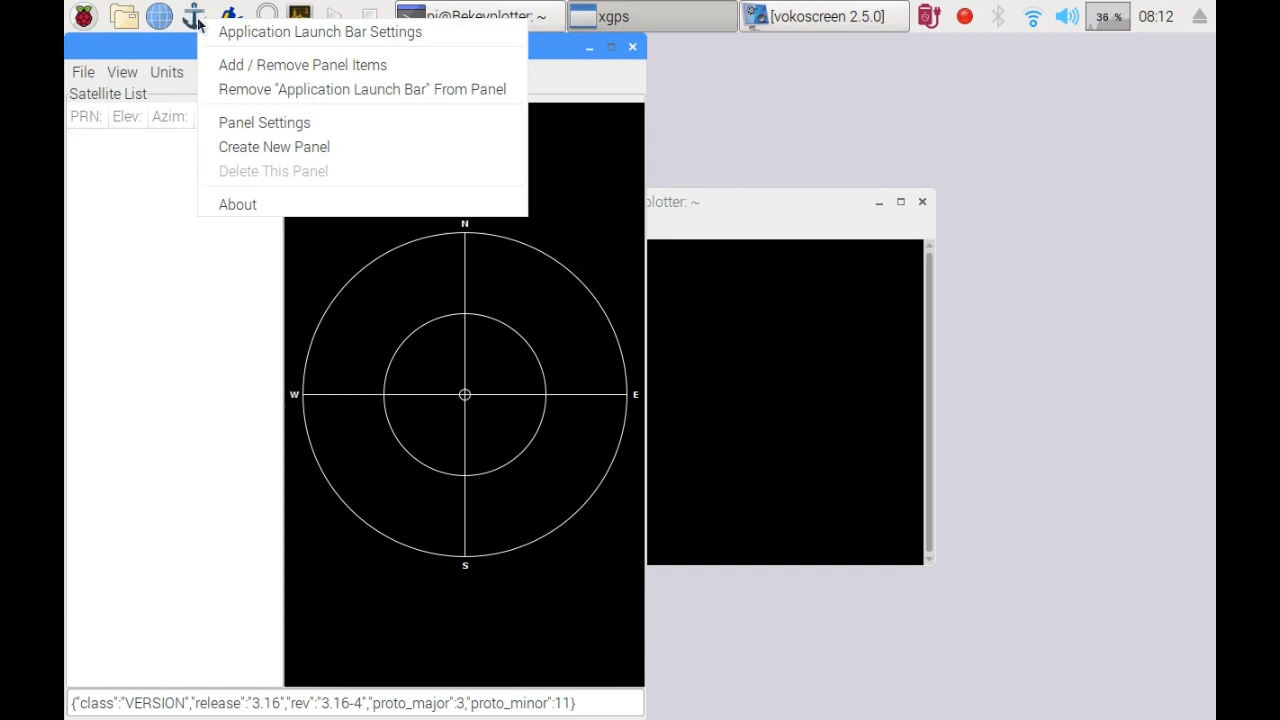 pi@Bekeyplotter: ~
xgps
[vokoscreen 2.5.0]
36 %
08:12
Application Launch Bar Settings
Add / Remove Panel Items
Remove "Application Launch Bar" From Panel
Panel Settings
Create New Panel
Delete This Panel
About
File View Units
Satellite List
PRN: Elev: Azim:
plotter: ~
N
W
E
S
{"class":"VERSION","release":"3.16","rev":"3.16-4","proto_major":3,"proto_minor":11}